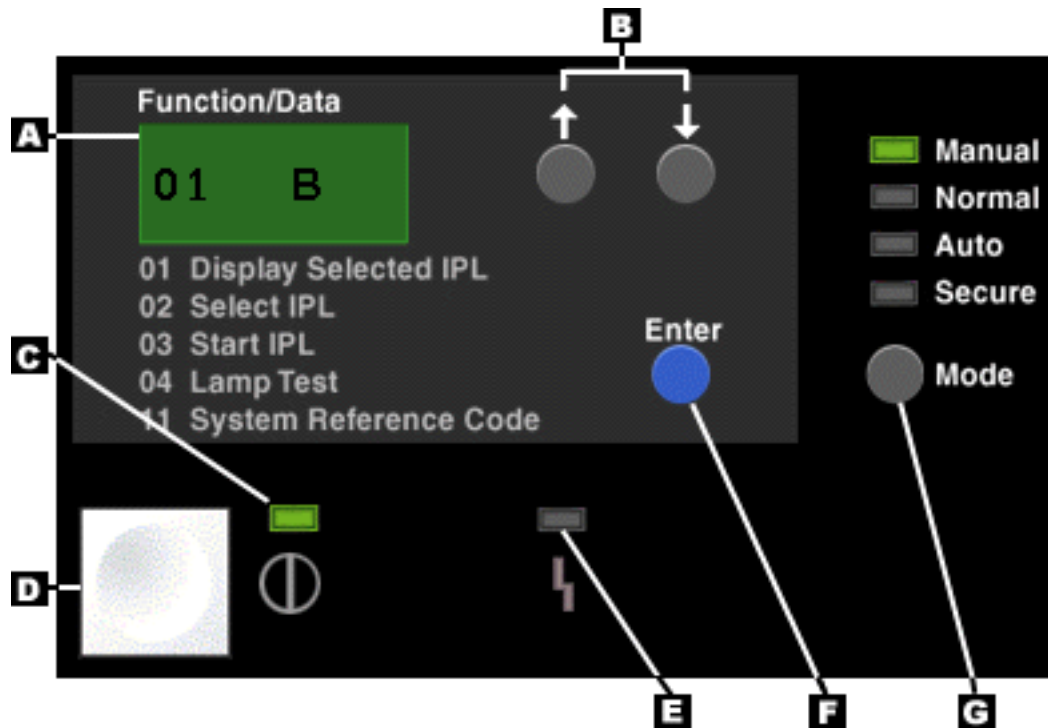 B
Function/Data
A
01 B
Manual
Normal
Auto
Secure
01 Display Selected IPL
02 Select IPL
03 Start IPL
04 Lamp Test
11 System Reference Code
Enter
Mode
C
D
E
F
G